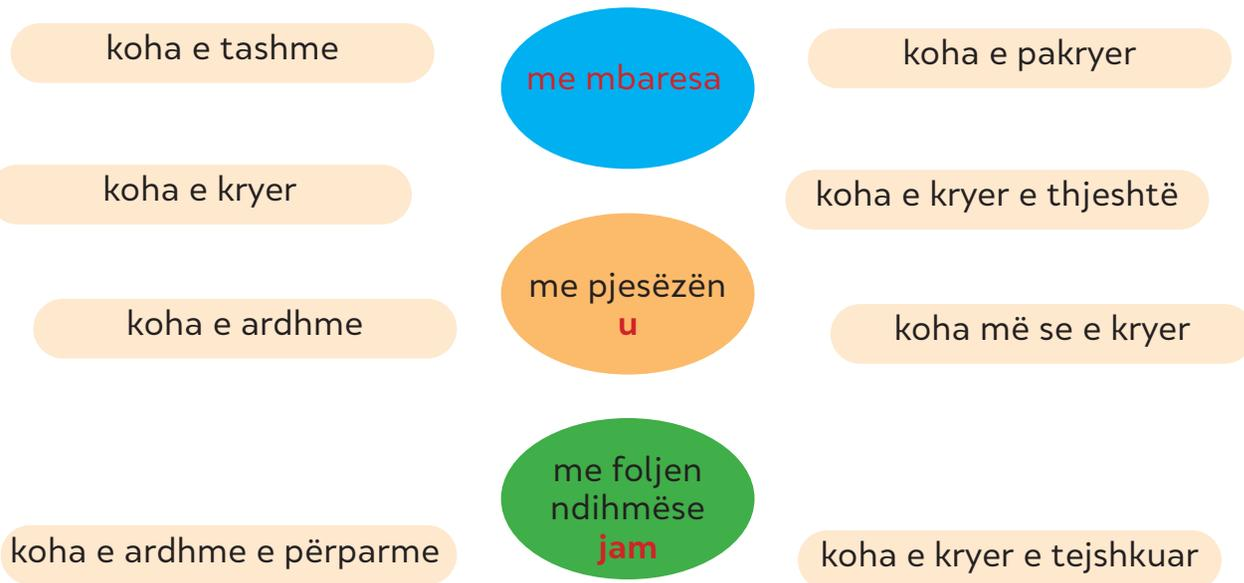 koha e tashme
koha e kryer
koha e ardhme
koha e ardhme e përparme
me mbaresa
me pjesëzën
u
me foljen
ndihmëse
jam
koha e pakryer
koha e kryer e thjeshtë
koha më se e kryer
koha e kryer e tejshkuar